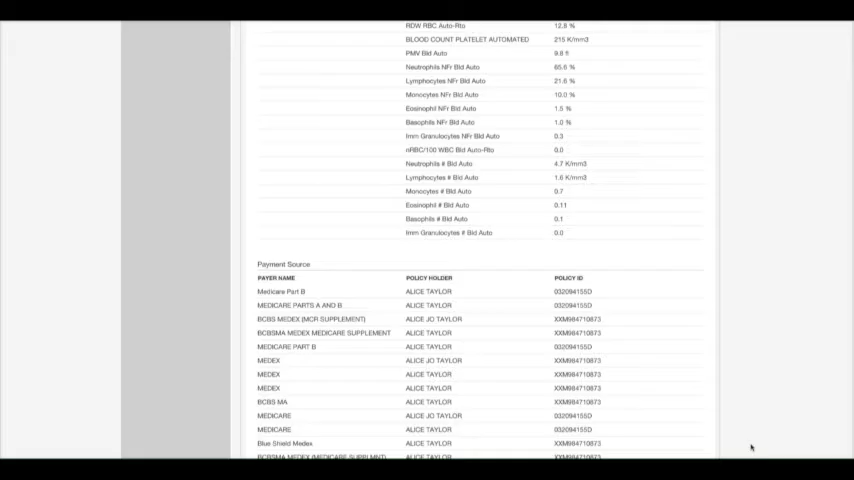 RDW RBC Auto-Rto 12.8 %
BLOOD COUNT PLATELET AUTOMATED 215 K/mm3
PMV Bld Auto 9.8 fl
Neutrophils NFr Bld Auto 65.6 %
Lymphocytes NFr Bld Auto 21.6 %
Monocytes NFr Bld Auto 10.0 %
Eosinophil NFr Bld Auto 1.5 %
Basophils NFr Bld Auto 1.0 %
Imm Granulocytes NFr Bld Auto 0.3
nRBC/100 WBC Bld Auto-Rto 0.0
Neutrophils # Bld Auto 4.7 K/mm3
Lymphocytes # Bld Auto 1.6 K/mm3
Monocytes # Bld Auto 0.7
Eosinophil # Bld Auto 0.11
Basophils # Bld Auto 0.1
Imm Granulocytes # Bld Auto 0.0
Payment Source
PAYER NAME POLICY HOLDER POLICY ID
Medicare Part B ALICE TAYLOR 032094155D
MEDICARE PARTS A AND B ALICE TAYLOR 032094155D
BCBS MEDEX (MCR SUPPLEMENT) ALICE JO TAYLOR XXM984710873
BCBSMA MEDEX MEDICARE SUPPLEMENT ALICE TAYLOR XXM984710873
MEDICARE PART B ALICE TAYLOR 032094155D
MEDEX ALICE JO TAYLOR XXM984710873
MEDEX ALICE TAYLOR XXM984710873
MEDEX ALICE TAYLOR XXM984710873
BCBS MA ALICE TAYLOR XXM984710873
MEDICARE ALICE JO TAYLOR 032094155D
MEDICARE ALICE TAYLOR 032094155D
Blue Shield Medex ALICE TAYLOR XXM984710873
BCBSMA MEDEX (MEDICARE SUPPLMNT) ALICE TAYLOR XXM984710873